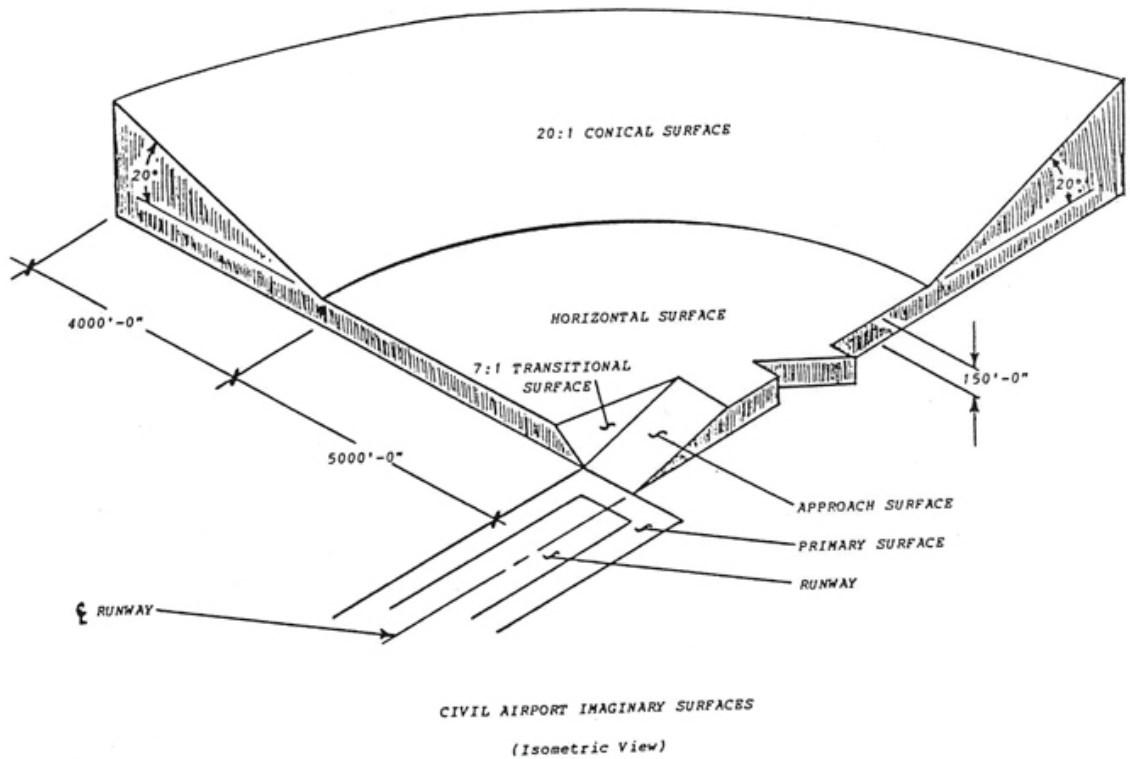 20:1 CONICAL SURFACE
20°
20°
HORIZONTAL SURFACE
4000'-0"
7:1 TRANSITIONAL
SURFACE
150'-0"
5000'-0"
APPROACH SURFACE
PRIMARY SURFACE
RUNWAY
℄ RUNWAY
CIVIL AIRPORT IMAGINARY SURFACES
(Isometric View)